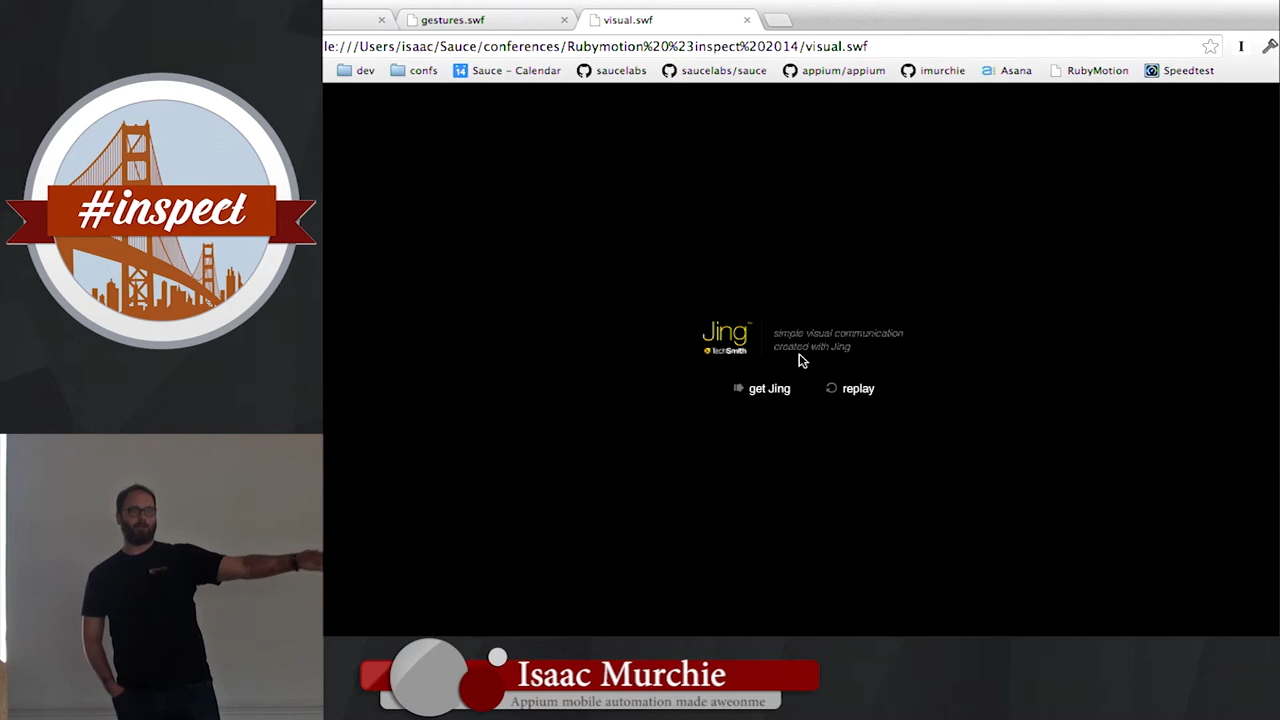 gestures.swf
visual.swf
le:///Users/isaac/Sauce/conferences/Rubymotion%20%23inspect%202014/visual.swf
I
dev
confs
14
Sauce - Calendar
saucelabs
saucelabs/sauce
appium/appium
imurchie
Asana
RubyMotion
Speedtest
#inspect
Jing™
TechSmith
simple visual communication
created with Jing
get Jing
replay
Isaac Murchie
Appium mobile automation made aweonme